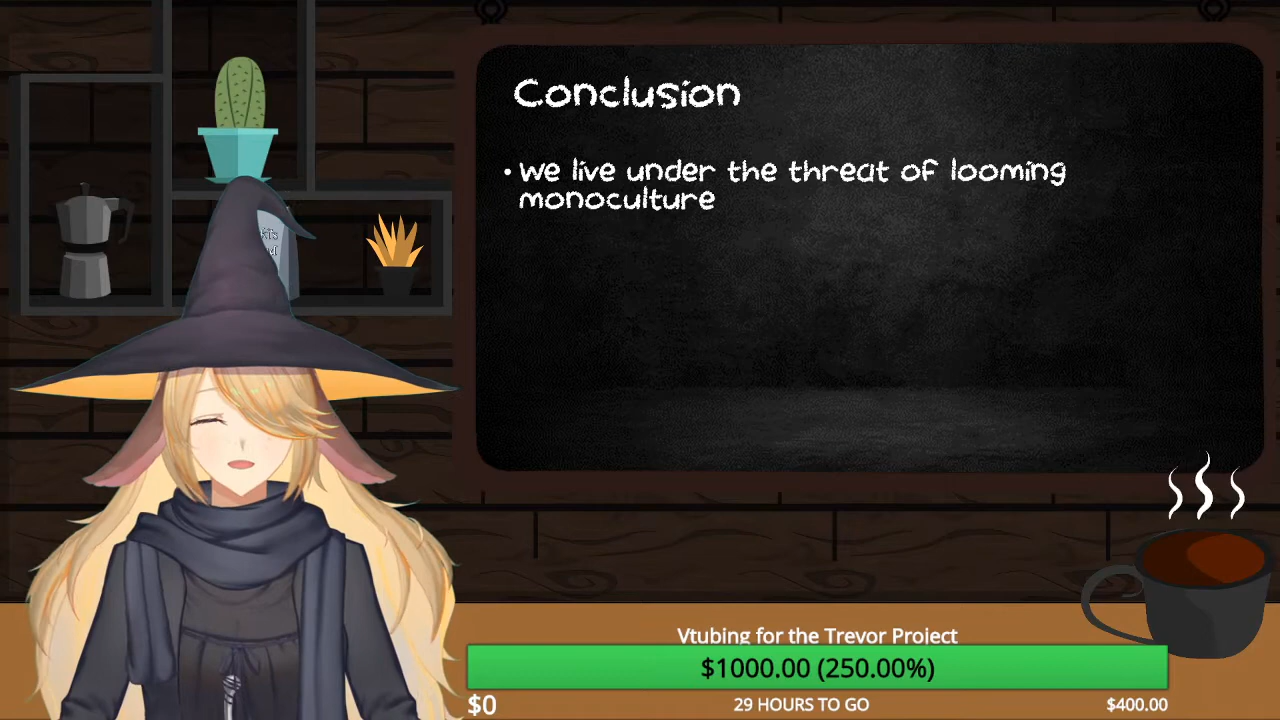 Conclusion
• We live under the threat of looming
monoculture
Vtubing for the Trevor Project
$1000.00 (250.00%)
$0
29 HOURS TO GO
$400.00